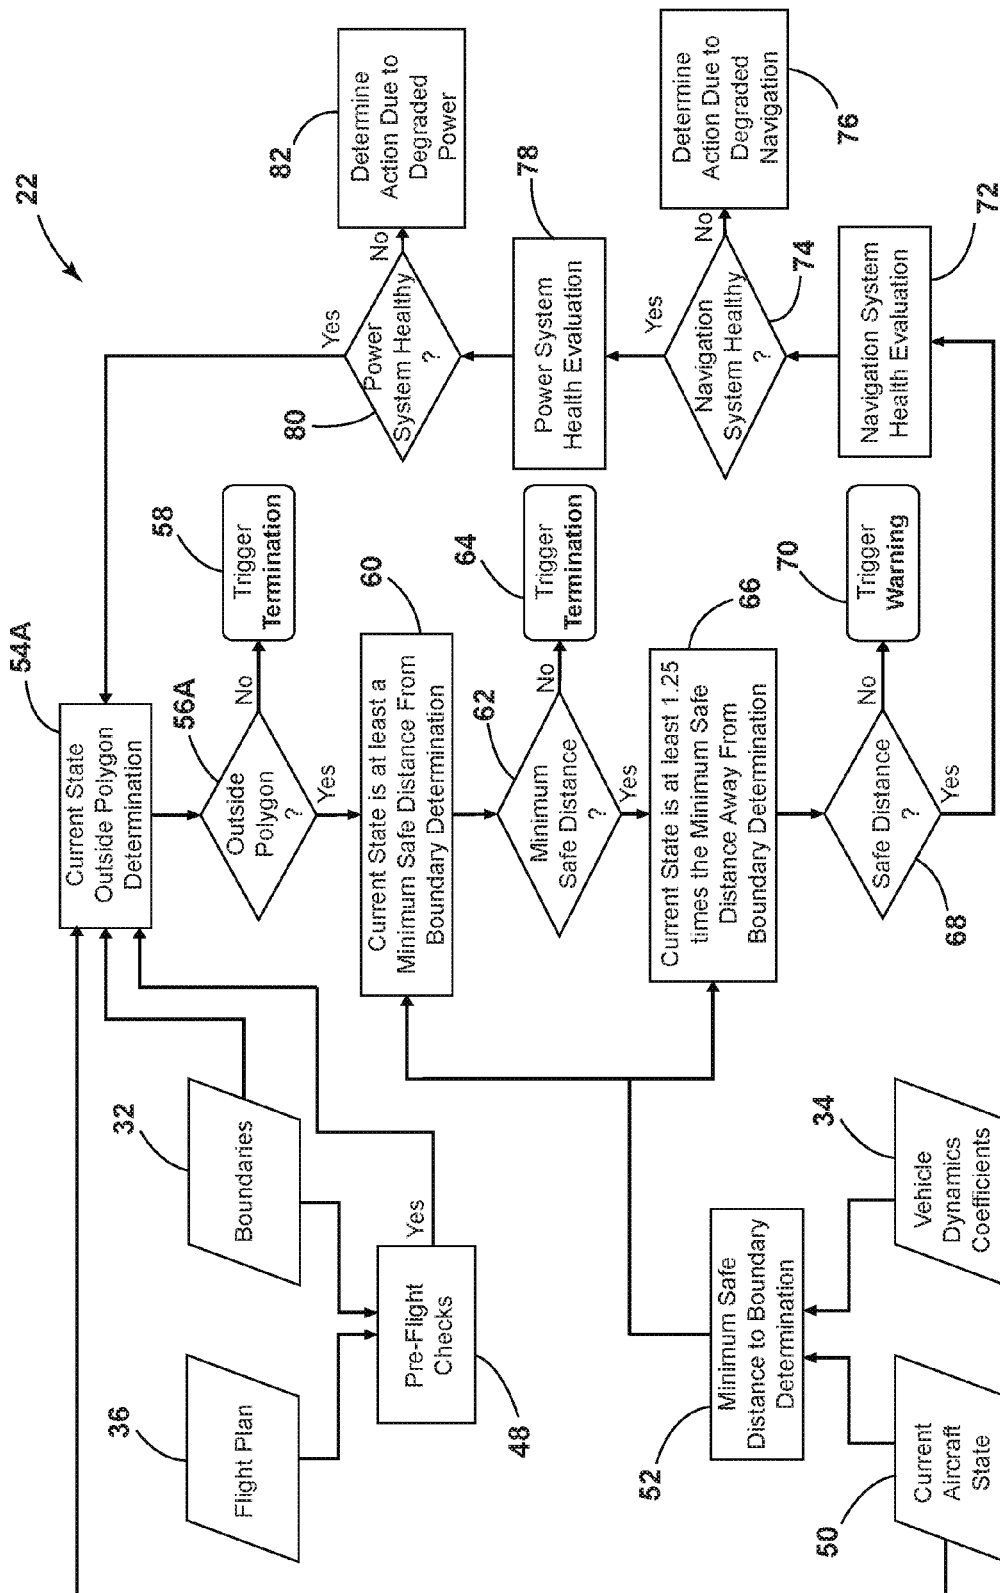 22
36
Flight Plan
32
Boundaries
48
Pre-Flight
Checks
Yes
50
Current
Aircraft
State
34
Vehicle
Dynamics
Coefficients
52
Minimum Safe
Distance to Boundary
Determination
54A
Current State
Outside Polygon
Determination
56A
Outside
Polygon
?
No
Yes
58
Trigger
Termination
60
Current State is at least a
Minimum Safe Distance From
Boundary Determination
62
Minimum
Safe Distance
?
No
Yes
64
Trigger
Termination
66
Current State is at least 1.25
times the Minimum Safe
Distance Away From
Boundary Determination
68
Safe Distance
?
No
Yes
70
Trigger
Warning
72
Navigation System
Health Evaluation
74
Navigation
System Healthy
?
No
Yes
76
Determine
Action Due to
Degraded
Navigation
78
Power System
Health Evaluation
80
Power
System Healthy
?
No
Yes
82
Determine
Action Due to
Degraded
Power